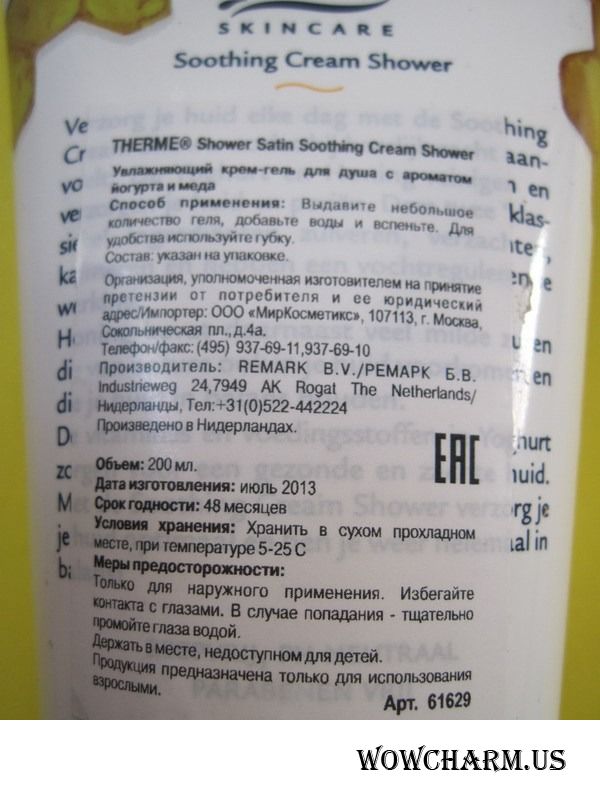 SKINCARE
Soothing Cream Shower
THERME® Shower Satin Soothing Cream Shower
Увлажняющий крем-гель для душа с ароматом
йогурта и меда
Способ применения: Выдавите небольшое
количество геля, добавьте воды и вспеньте. Для
удобства используйте губку.
Состав: указан на упаковке.
Организация, уполномоченная изготовителем на принятие
претензии от потребителя и ее юридический
адрес/Импортер: ООО «МирКосметикс», 107113, г. Москва,
Сокольническая пл., д.4а.
Телефон/факс: (495) 937-69-11,937-69-10
Производитель: REMARK B.V./РЕМАРК Б.В.
Industrieweg 24,7949 AK Rogat The Netherlands/
Нидерланды, Тел:+31(0)522-442224
Произведено в Нидерландах.
EAC
Объем: 200 мл.
Дата изготовления: июль 2013
Срок годности: 48 месяцев
Условия хранения: Хранить в сухом прохладном
месте, при температуре 5-25 С
Меры предосторожности:
Только для наружного применения. Избегайте
контакта с глазами. В случае попадания - тщательно
промойте глаза водой.
Держать в месте, недоступном для детей.
Продукция предназначена только для использования
взрослыми.
Арт. 61629
WOWCHARM.US